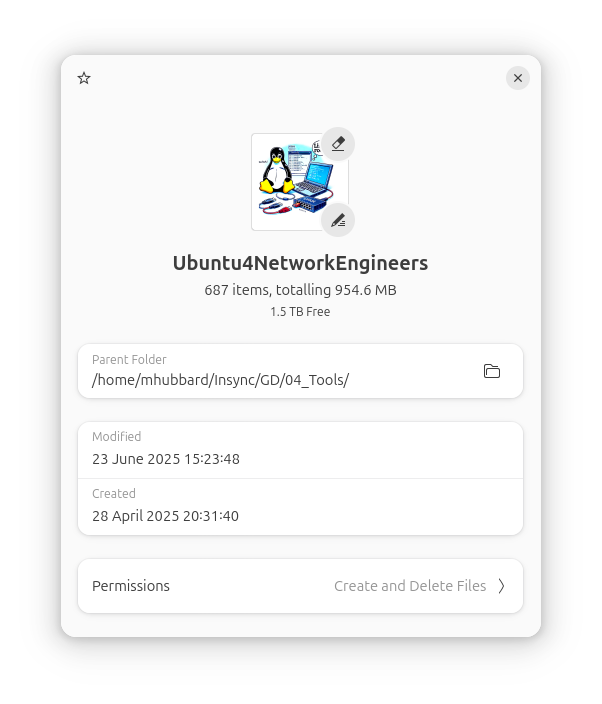 Ubuntu4NetworkEngineers
687 items, totalling 954.6 MB
1.5 TB Free
Parent Folder
/home/mhubbard/Insync/GD/04_Tools/
Modified
23 June 2025 15:23:48
Created
28 April 2025 20:31:40
Permissions
Create and Delete Files